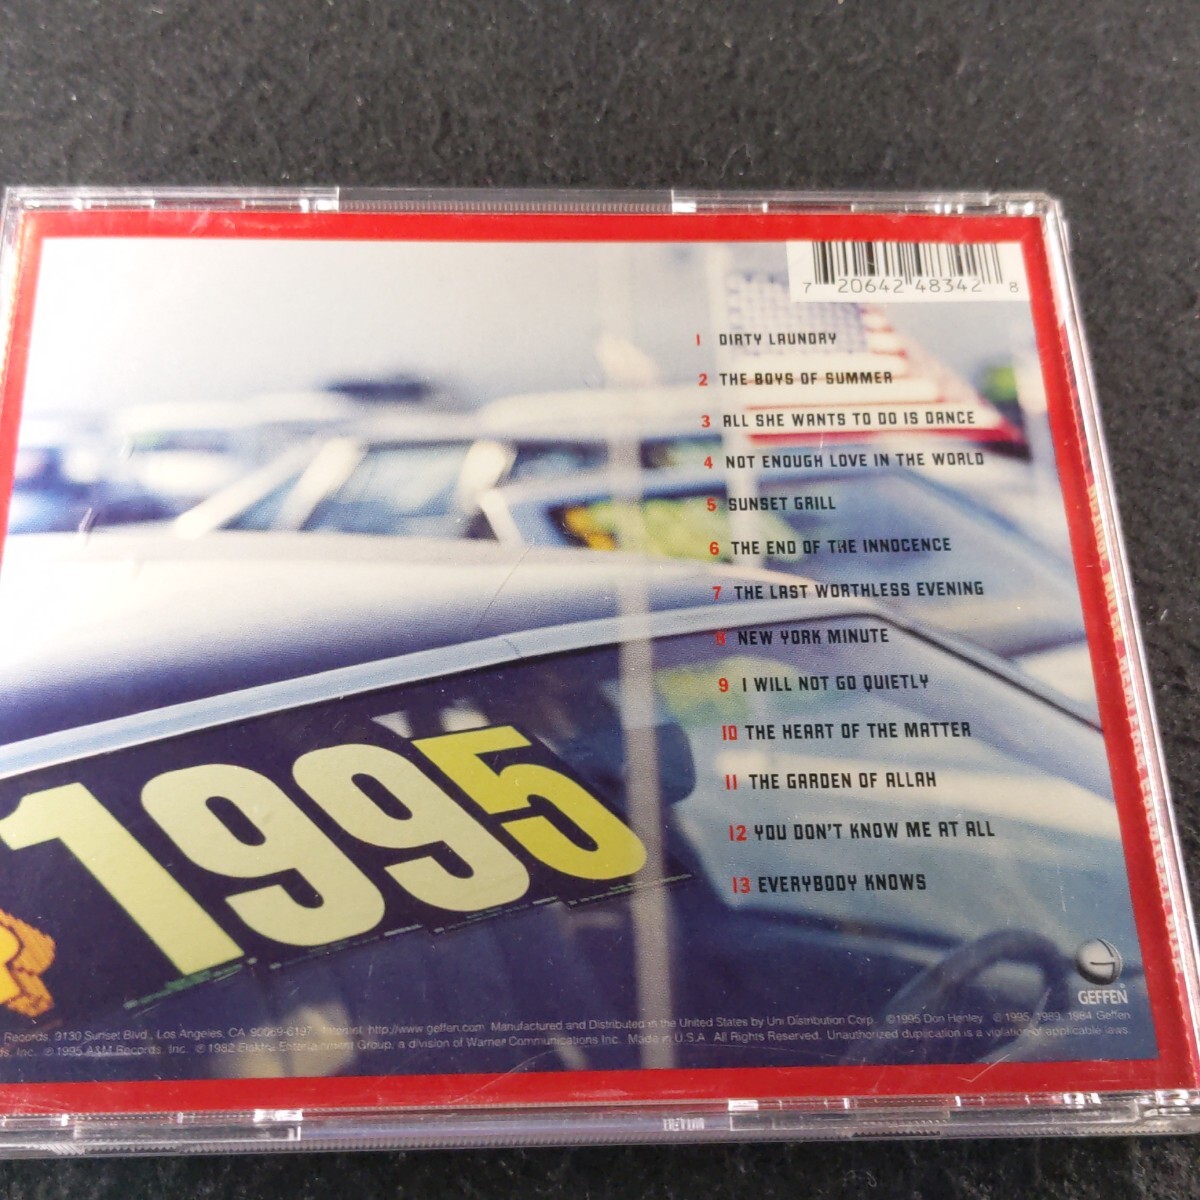 7 20642 48342 8
1 DIRTY LAUNDRY
2 THE BOYS OF SUMMER
3 ALL SHE WANTS TO DO IS DANCE
4 NOT ENOUGH LOVE IN THE WORLD
5 SUNSET GRILL
6 THE END OF THE INNOCENCE
7 THE LAST WORTHLESS EVENING
8 NEW YORK MINUTE
9 I WILL NOT GO QUIETLY
10 THE HEART OF THE MATTER
11 THE GARDEN OF ALLAH
12 YOU DON'T KNOW ME AT ALL
13 EVERYBODY KNOWS
1995
GEFFEN
Records, 9130 Sunset Blvd., Los Angeles, CA 90069-6197. Internet: http://www.geffen.com Manufactured and Distributed in the United States by Uni Distribution Corp. ©1995 Don Henley ℗ 1995, 1989, 1984 Geffen
Inc. ℗ 1995 A&M Records, Inc. ℗ 1982 Elektra Entertainment Group, a division of Warner Communications Inc. Made in U.S.A. All Rights Reserved. Unauthorized duplication is a violation of applicable laws